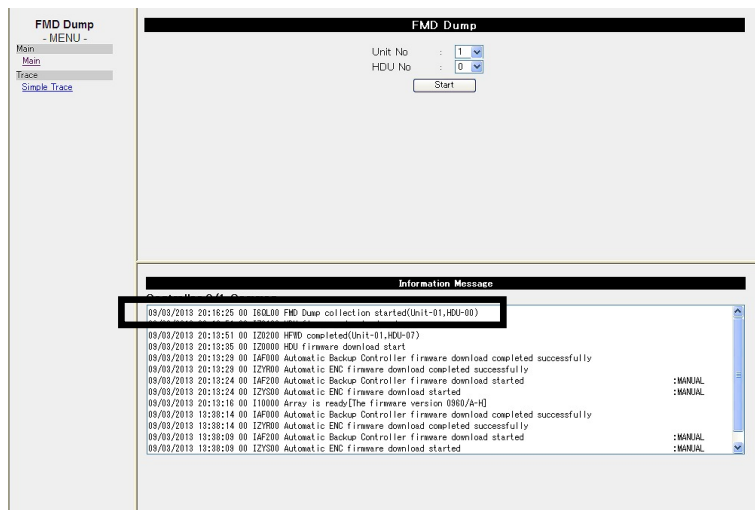 FMD Dump
- MENU -
Main
Main
Trace
Simple Trace
FMD Dump
Unit No : 1
HDU No : 0
Start
Information Message
09/03/2013 20:16:25 00 I6QL00 FMD Dump collection started(Unit-01,HDU-00)
09/03/2013 20:13:51 00 IZ0200 HFWD completed(Unit-01,HDU-07)
09/03/2013 20:13:35 00 IZ0000 HDU firmware download start
09/03/2013 20:13:29 00 IAF000 Automatic Backup Controller firmware download completed successfully
09/03/2013 20:13:29 00 IZYR00 Automatic ENC firmware download completed successfully
09/03/2013 20:13:24 00 IAF200 Automatic Backup Controller firmware download started :MANUAL
09/03/2013 20:13:24 00 IZYS00 Automatic ENC firmware download started :MANUAL
09/03/2013 20:13:16 00 I10000 Array is ready[The firmware version 0960/A-H]
09/03/2013 13:38:14 00 IAF000 Automatic Backup Controller firmware download completed successfully
09/03/2013 13:38:14 00 IZYR00 Automatic ENC firmware download completed successfully
09/03/2013 13:38:09 00 IAF200 Automatic Backup Controller firmware download started :MANUAL
09/03/2013 13:38:09 00 IZYS00 Automatic ENC firmware download started :MANUAL